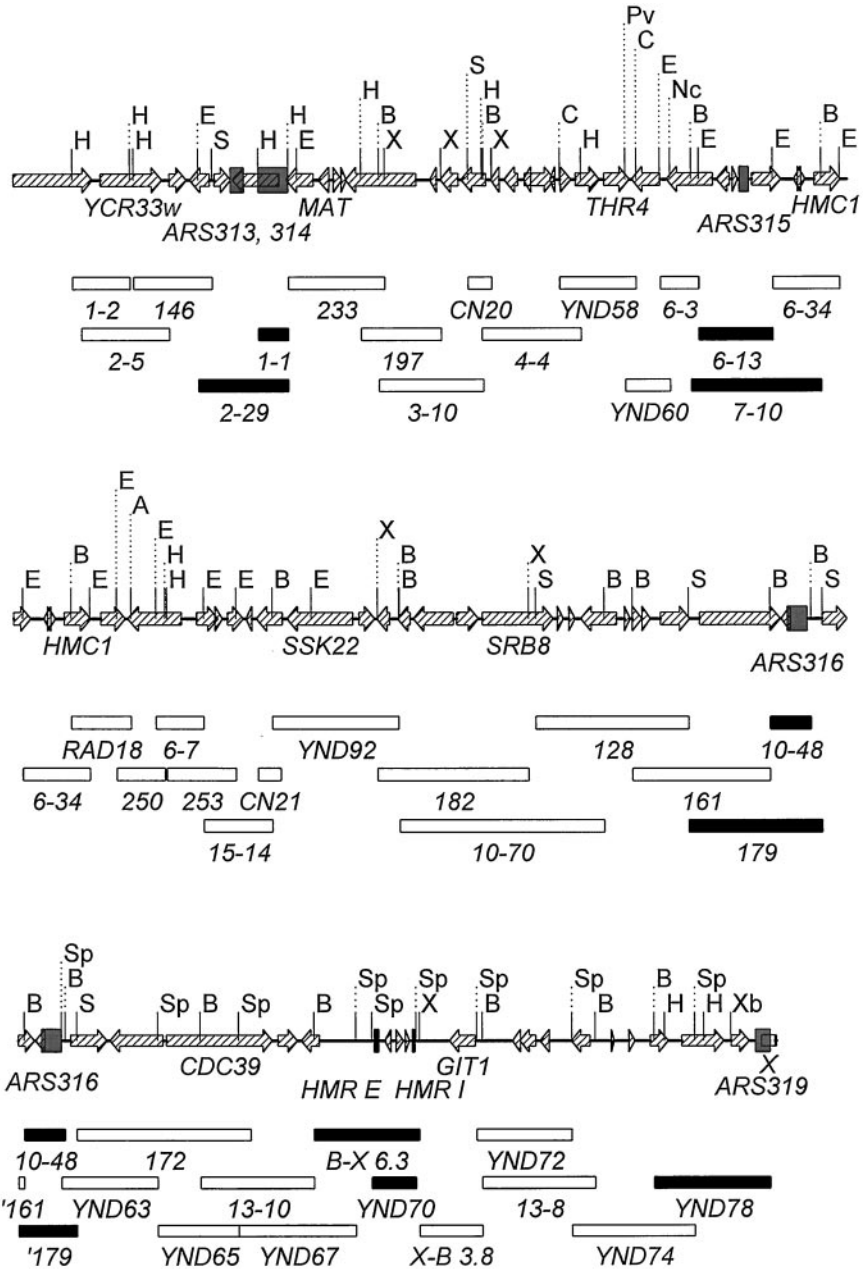 Pv
C
S E
H H Nc
H E H B B C B B
H H S H E X X X H E E E
YCR33w MAT THR4 HMC1
ARS313, 314 ARS315
1-2 146 233 CN20 YND58 6-3 6-34
2-5 1-1 197 4-4 6-13
2-29 3-10 YND60 7-10
E
A
E X X
B H B B
E E H E E B E B S B B S B S
HMC1 SSK22 SRB8 ARS316
RAD18 6-7 YND92 128 10-48
6-34 250 253 CN21 182 161
15-14 10-70 179
Sp
B Sp Sp Sp Sp B Sp
B S Sp B Sp B Sp X B B H H Xb
ARS316 CDC39 GIT1 X
HMR E HMR I ARS319
10-48 172 B-X 6.3 YND72
'161 YND63 13-10 YND70 13-8 YND78
'179 YND65 YND67 X-B 3.8 YND74